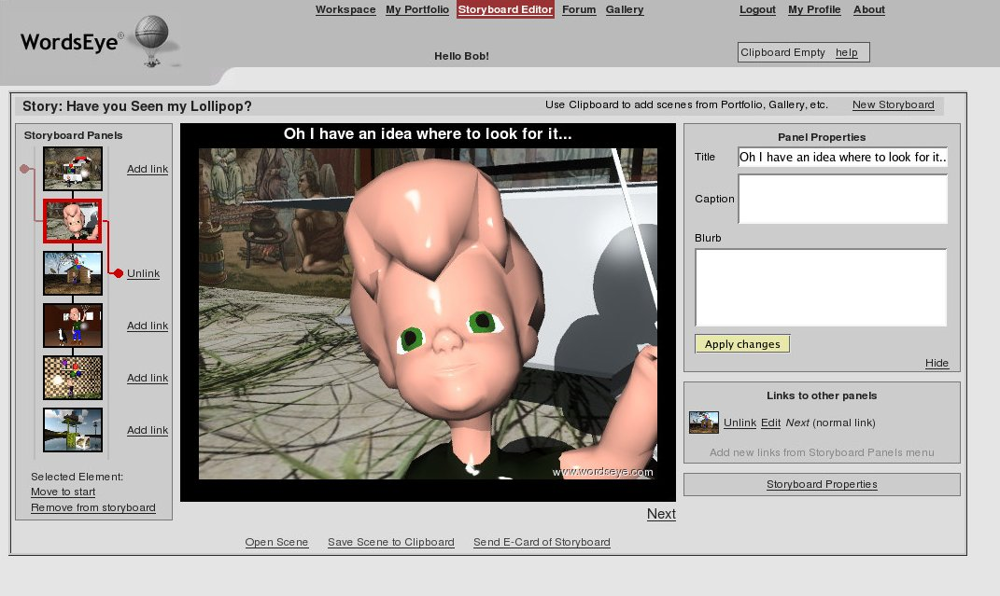 Workspace My Portfolio Storyboard Editor Forum Gallery Logout My Profile About
WordsEye®
Clipboard Empty help
Hello Bob!
Story: Have you Seen my Lollipop? Use Clipboard to add scenes from Portfolio, Gallery, etc. New Storyboard
Storyboard Panels
Add link
Unlink
Add link
Add link
Add link
Selected Element:
Move to start
Remove from storyboard
Oh I have an idea where to look for it...
www.wordseye.com
Next
Open Scene Save Scene to Clipboard Send E-Card of Storyboard
Panel Properties
Title Oh I have an idea where to look for it..
Caption
Blurb
Apply changes
Hide
Links to other panels
Unlink Edit Next (normal link)
Add new links from Storyboard Panels menu
Storyboard Properties